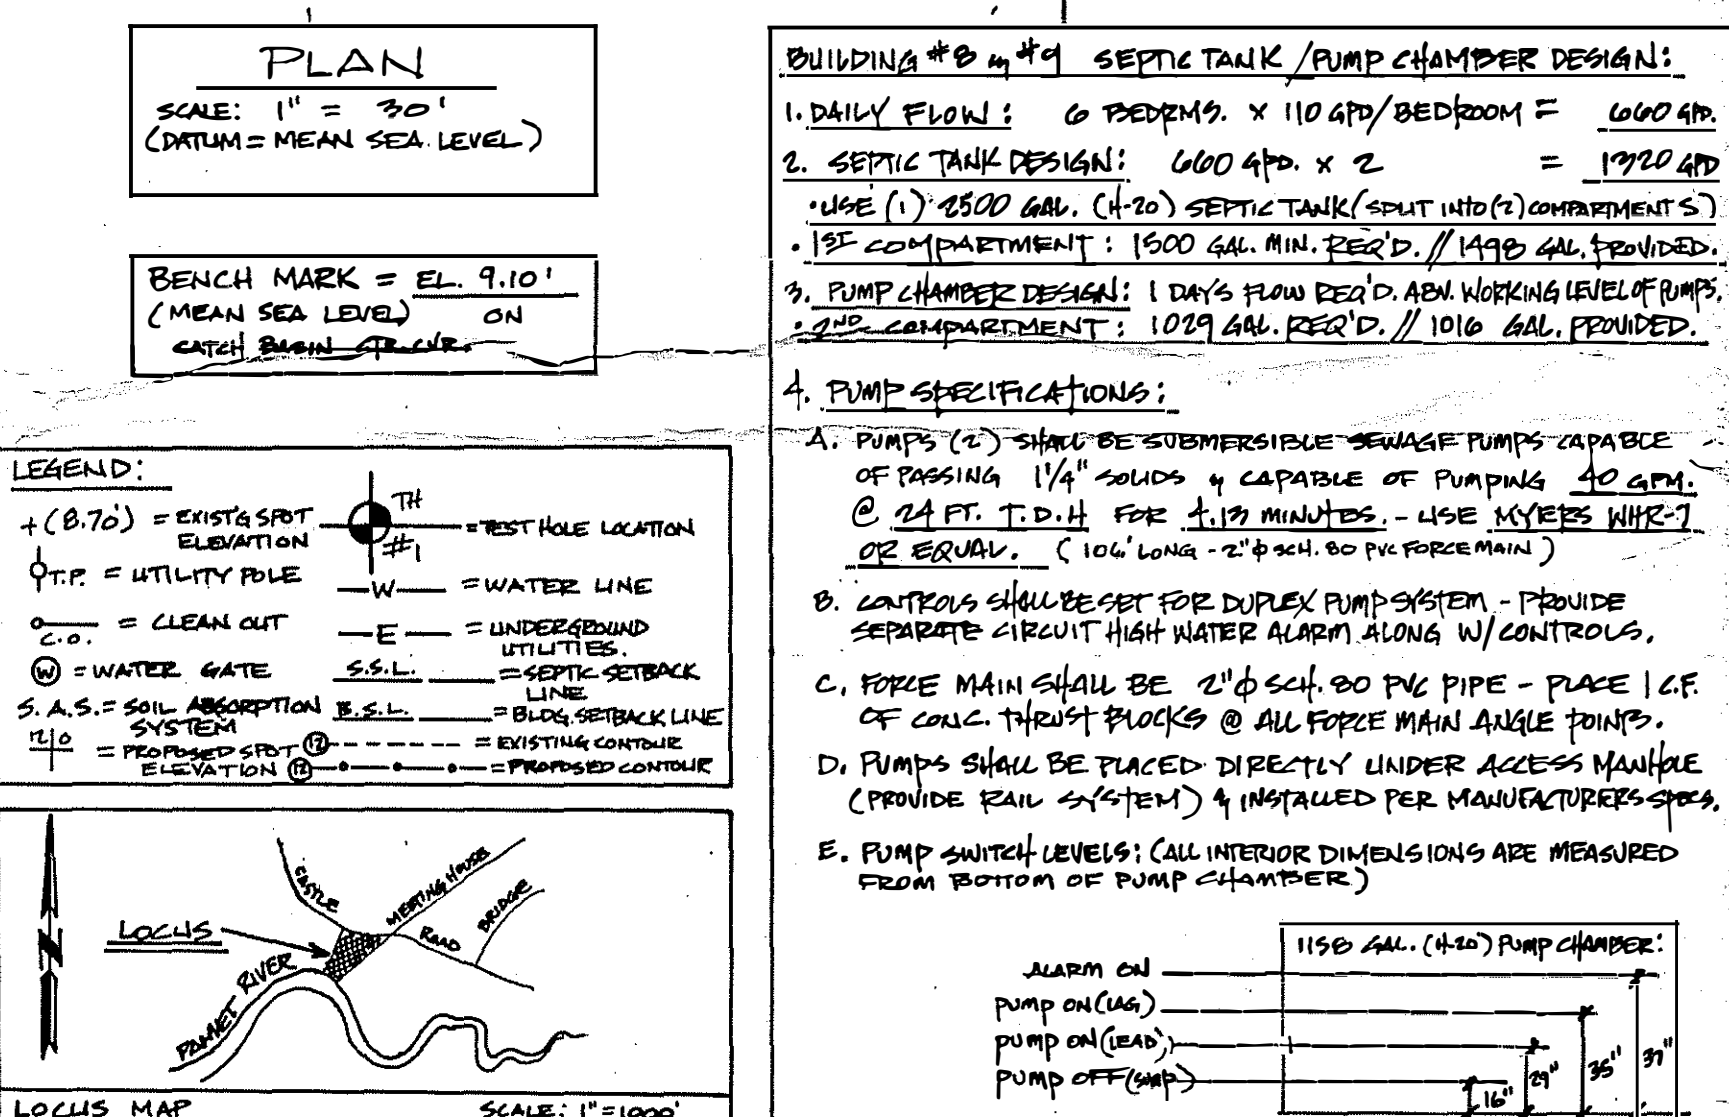 PLAN
SCALE: 1" = 30'
(DATUM = MEAN SEA LEVEL)
BENCH MARK = EL. 9.10'
(MEAN SEA LEVEL) ON
CATCH BASIN CTR. CVR.
LEGEND:
+(8.70') = EXIST'G SPOT
ELEVATION
T.P. = UTILITY POLE
C.O. = CLEAN OUT
W = WATER GATE
S.A.S. = SOIL ABSORPTION
SYSTEM
12|0 = PROPOSED SPOT
ELEVATION
TH
#1
= TEST HOLE LOCATION
W = WATER LINE
E = UNDERGROUND
UTILITIES.
S.S.L. = SEPTIC SETBACK
LINE
B.S.L. = BLDG. SETBACK LINE
12 = EXISTING CONTOUR
12 = PROPOSED CONTOUR
CASTLE
MEETING HOUSE
ROAD
BRIDGE
LOCUS
PAMET RIVER
N
LOCUS MAP SCALE: 1"=1000'
BUILDING #8 & #9 SEPTIC TANK / PUMP CHAMBER DESIGN:
1. DAILY FLOW: 6 BEDRMS. x 110 GPD/BEDROOM = 660 GPD.
2. SEPTIC TANK DESIGN: 660 GPD. x 2 = 1320 GPD
• USE (1) 2500 GAL. (H-20) SEPTIC TANK (SPLIT INTO (2) COMPARTMENTS)
• 1ST COMPARTMENT: 1500 GAL. MIN. REQ'D. // 1498 GAL. PROVIDED.
3. PUMP CHAMBER DESIGN: 1 DAY'S FLOW REQ'D. ABV. WORKING LEVEL OF PUMPS.
• 2ND COMPARTMENT: 1029 GAL. REQ'D. // 1016 GAL. PROVIDED.
4. PUMP SPECIFICATIONS:
A. PUMPS (2) SHALL BE SUBMERSIBLE SEWAGE PUMPS CAPABLE
OF PASSING 1 1/4" SOLIDS & CAPABLE OF PUMPING 40 GPM.
@ 24 FT. T.D.H FOR 4.13 MINUTES. - USE MYERS WHR-7
OR EQUAL. (106' LONG - 2"φ SCH. 80 PVC FORCE MAIN)
B. CONTROLS SHALL BE SET FOR DUPLEX PUMP SYSTEM - PROVIDE
SEPARATE CIRCUIT HIGH WATER ALARM ALONG W/ CONTROLS.
C. FORCE MAIN SHALL BE 2"φ SCH. 80 PVC PIPE - PLACE 1 C.F.
OF CONC. THRUST BLOCKS @ ALL FORCE MAIN ANGLE POINTS.
D. PUMPS SHALL BE PLACED DIRECTLY UNDER ACCESS MANHOLE
(PROVIDE RAIL SYSTEM) & INSTALLED PER MANUFACTURERS SPECS.
E. PUMP SWITCH LEVELS: (ALL INTERIOR DIMENSIONS ARE MEASURED
FROM BOTTOM OF PUMP CHAMBER)
1158 GAL. (H-20) PUMP CHAMBER:
ALARM ON
PUMP ON (LAG)
PUMP ON (LEAD)
PUMP OFF (SUMP)
16"
29"
35"
37"